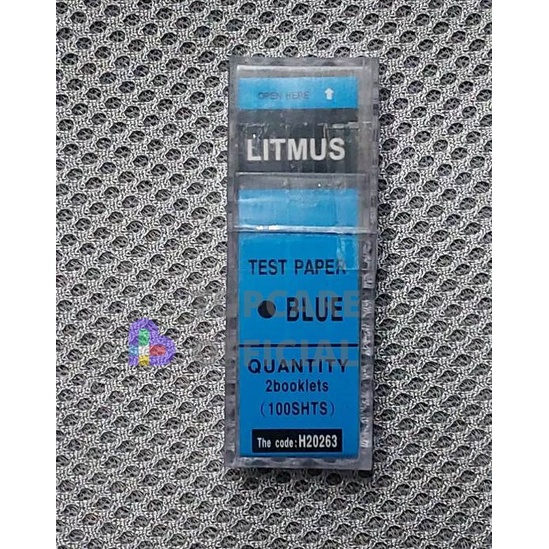 OPEN HERE
LITMUS
TEST PAPER
BLUE
QUANTITY
2booklets
(100SHTS)
The code:H20263